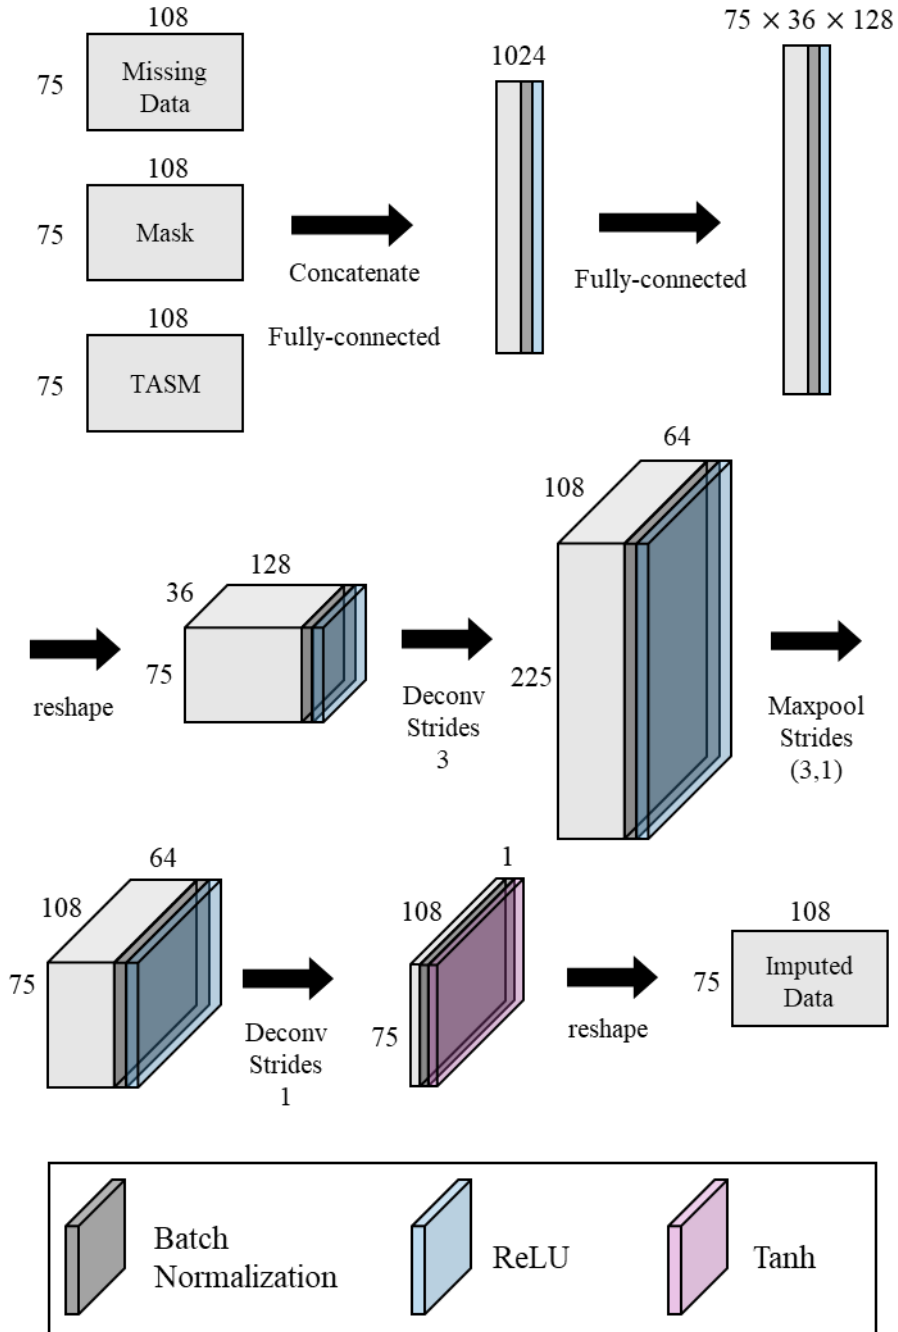 108
75
Missing
Data
108
75
Mask
108
75
TASM
Concatenate
Fully-connected
1024
Fully-connected
75 × 36 × 128
reshape
128
36
75
Deconv
Strides
3
64
108
225
Maxpool
Strides
(3,1)
64
108
75
Deconv
Strides
1
1
108
75
reshape
108
75
Imputed
Data
Batch
Normalization
ReLU
Tanh